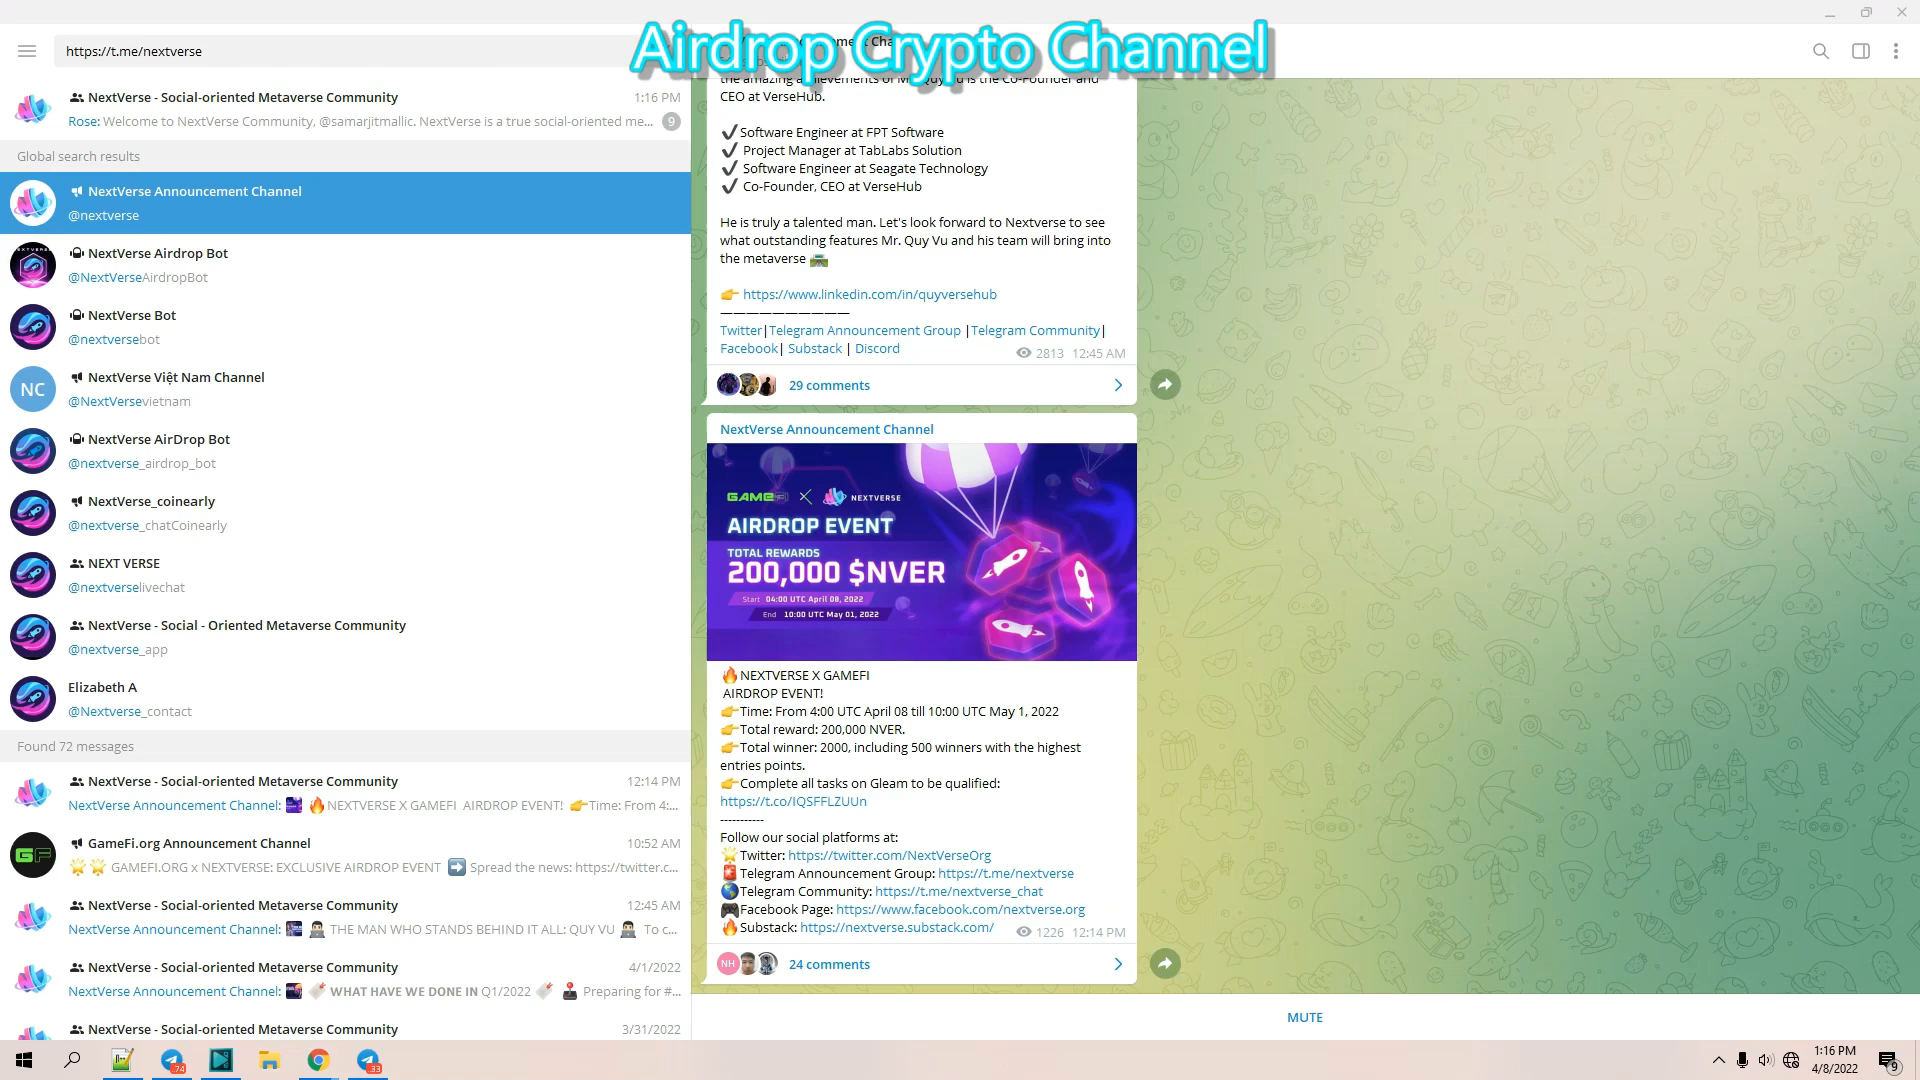 Airdrop Crypto Channel
https://t.me/nextverse
NextVerse - Social-oriented Metaverse Community
1:16 PM
Rose: Welcome to NextVerse Community, @samarjitmallic. NextVerse is a true social-oriented me...
9
Global search results
NextVerse Announcement Channel
@nextverse
NextVerse Airdrop Bot
@NextVerseAirdropBot
NextVerse Bot
@nextversebot
NC
NextVerse Việt Nam Channel
@NextVersevietnam
NextVerse AirDrop Bot
@nextverse_airdrop_bot
NextVerse_coinearly
@nextverse_chatCoinearly
NEXT VERSE
@nextverselivechat
NextVerse - Social - Oriented Metaverse Community
@nextverse_app
Elizabeth A
@Nextverse_contact
Found 72 messages
NextVerse - Social-oriented Metaverse Community
12:14 PM
NextVerse Announcement Channel: 🔥NEXTVERSE X GAMEFI AIRDROP EVENT! 👉Time: From 4:...
GF
GameFi.org Announcement Channel
10:52 AM
🌟 🌟 GAMEFI.ORG x NEXTVERSE: EXCLUSIVE AIRDROP EVENT ➡️ Spread the news: https://twitter.c...
NextVerse - Social-oriented Metaverse Community
12:45 AM
NextVerse Announcement Channel: 👨🏻‍💻 THE MAN WHO STANDS BEHIND IT ALL: QUY VU 👨🏻‍💻 To c...
NextVerse - Social-oriented Metaverse Community
4/1/2022
NextVerse Announcement Channel: WHAT HAVE WE DONE IN Q1/2022 🕹 Preparing for #...
NextVerse - Social-oriented Metaverse Community
3/31/2022
CEO at VerseHub.
✔️Software Engineer at FPT Software
✔️ Project Manager at TabLabs Solution
✔️ Software Engineer at Seagate Technology
✔️ Co-Founder, CEO at VerseHub
He is truly a talented man. Let's look forward to Nextverse to see
what outstanding features Mr. Quy Vu and his team will bring into
the metaverse 🛣
👉 https://www.linkedin.com/in/quyversehub
——————————
Twitter|Telegram Announcement Group |Telegram Community|
Facebook| Substack | Discord
2813 12:45 AM
29 comments
NextVerse Announcement Channel
GAMEFI X NEXTVERSE
AIRDROP EVENT
TOTAL REWARDS
200,000 $NVER
Start 04:00 UTC April 08, 2022
End 10:00 UTC May 01, 2022
🔥NEXTVERSE X GAMEFI
AIRDROP EVENT!
👉Time: From 4:00 UTC April 08 till 10:00 UTC May 1, 2022
👉Total reward: 200,000 NVER.
👉Total winner: 2000, including 500 winners with the highest
entries points.
👉Complete all tasks on Gleam to be qualified:
https://t.co/IQSFFLZUUn
-----------
Follow our social platforms at:
🌟Twitter: https://twitter.com/NextVerseOrg
🚨Telegram Announcement Group: https://t.me/nextverse
🌎Telegram Community: https://t.me/nextverse_chat
🎮Facebook Page: https://www.facebook.com/nextverse.org
🔥Substack: https://nextverse.substack.com/
1226 12:14 PM
NH
24 comments
MUTE
74
33
1:16 PM
4/8/2022
9